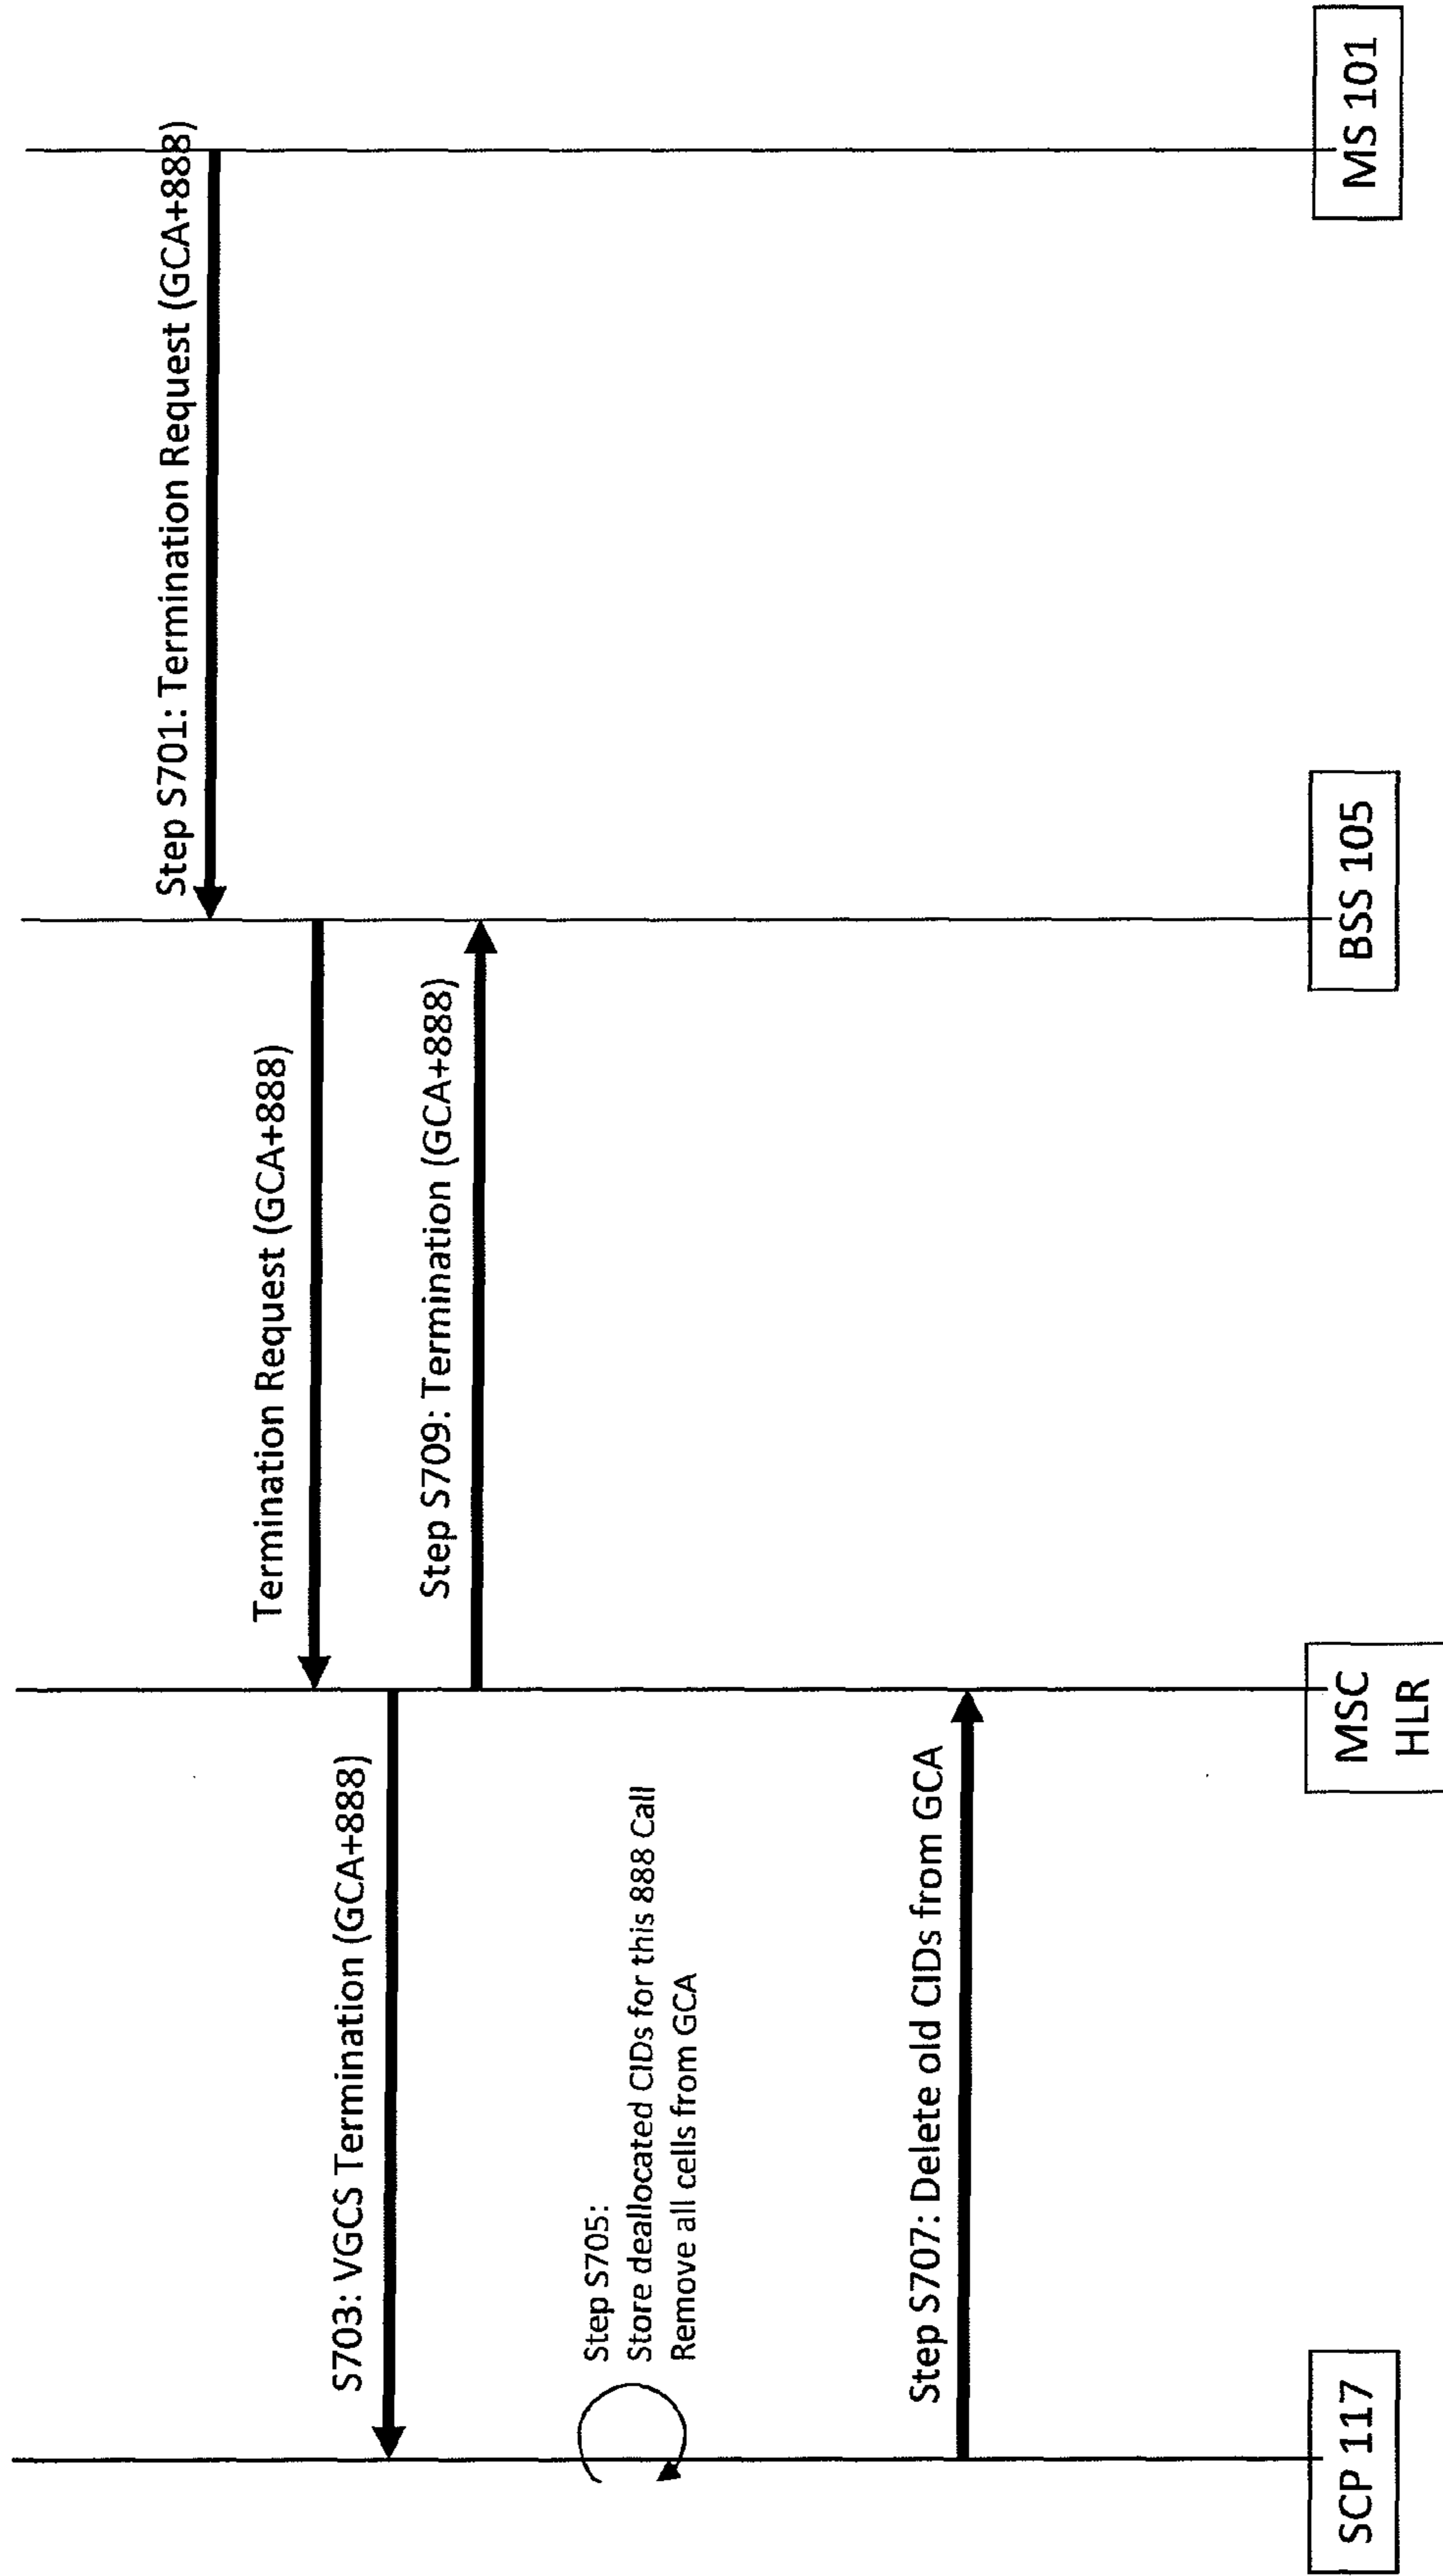 Step S701: Termination Request (GCA+888)
Termination Request (GCA+888)
S703: VGCS Termination (GCA+888)
Step S709: Termination (GCA+888)
Step S705:
Store deallocated CIDs for this 888 Call
Remove all cells from GCA
Step S707: Delete old CIDs from GCA
SCP 117
MSC
HLR
BSS 105
MS 101